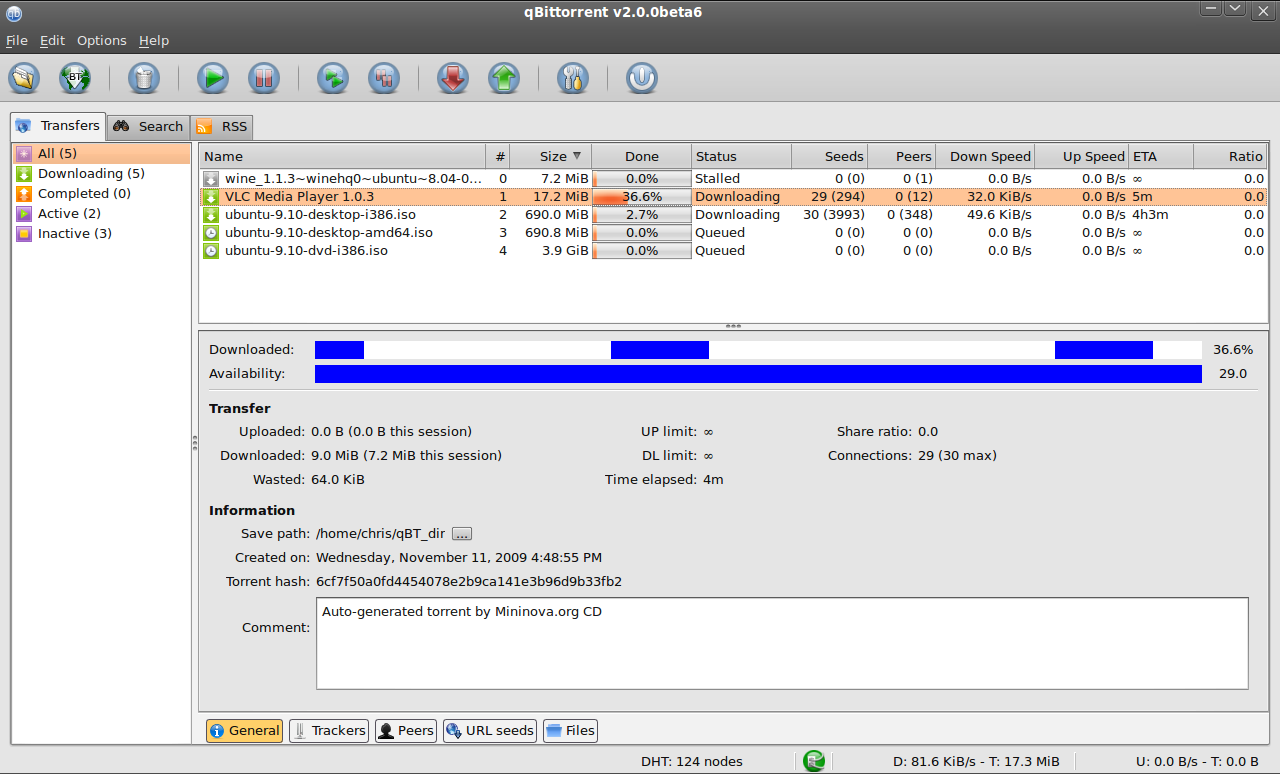 qBittorrent v2.0.0beta6
File Edit Options Help
Transfers Search RSS
All (5)
Downloading (5)
Completed (0)
Active (2)
Inactive (3)
Name # Size Done Status Seeds Peers Down Speed Up Speed ETA Ratio
wine_1.1.3~winehq0~ubuntu~8.04-0... 0 7.2 MiB 0.0% Stalled 0 (0) 0 (1) 0.0 B/s 0.0 B/s ∞ 0.0
VLC Media Player 1.0.3 1 17.2 MiB 36.6% Downloading 29 (294) 0 (12) 32.0 KiB/s 0.0 B/s 5m 0.0
ubuntu-9.10-desktop-i386.iso 2 690.0 MiB 2.7% Downloading 30 (3993) 0 (348) 49.6 KiB/s 0.0 B/s 4h3m 0.0
ubuntu-9.10-desktop-amd64.iso 3 690.8 MiB 0.0% Queued 0 (0) 0 (0) 0.0 B/s 0.0 B/s ∞ 0.0
ubuntu-9.10-dvd-i386.iso 4 3.9 GiB 0.0% Queued 0 (0) 0 (0) 0.0 B/s 0.0 B/s ∞ 0.0
Downloaded: 36.6%
Availability: 29.0
Transfer
Uploaded: 0.0 B (0.0 B this session) UP limit: ∞ Share ratio: 0.0
Downloaded: 9.0 MiB (7.2 MiB this session) DL limit: ∞ Connections: 29 (30 max)
Wasted: 64.0 KiB Time elapsed: 4m
Information
Save path: /home/chris/qBT_dir ...
Created on: Wednesday, November 11, 2009 4:48:55 PM
Torrent hash: 6cf7f50a0fd4454078e2b9ca141e3b96d9b33fb2
Comment: Auto-generated torrent by Mininova.org CD
General Trackers Peers URL seeds Files
DHT: 124 nodes D: 81.6 KiB/s - T: 17.3 MiB U: 0.0 B/s - T: 0.0 B